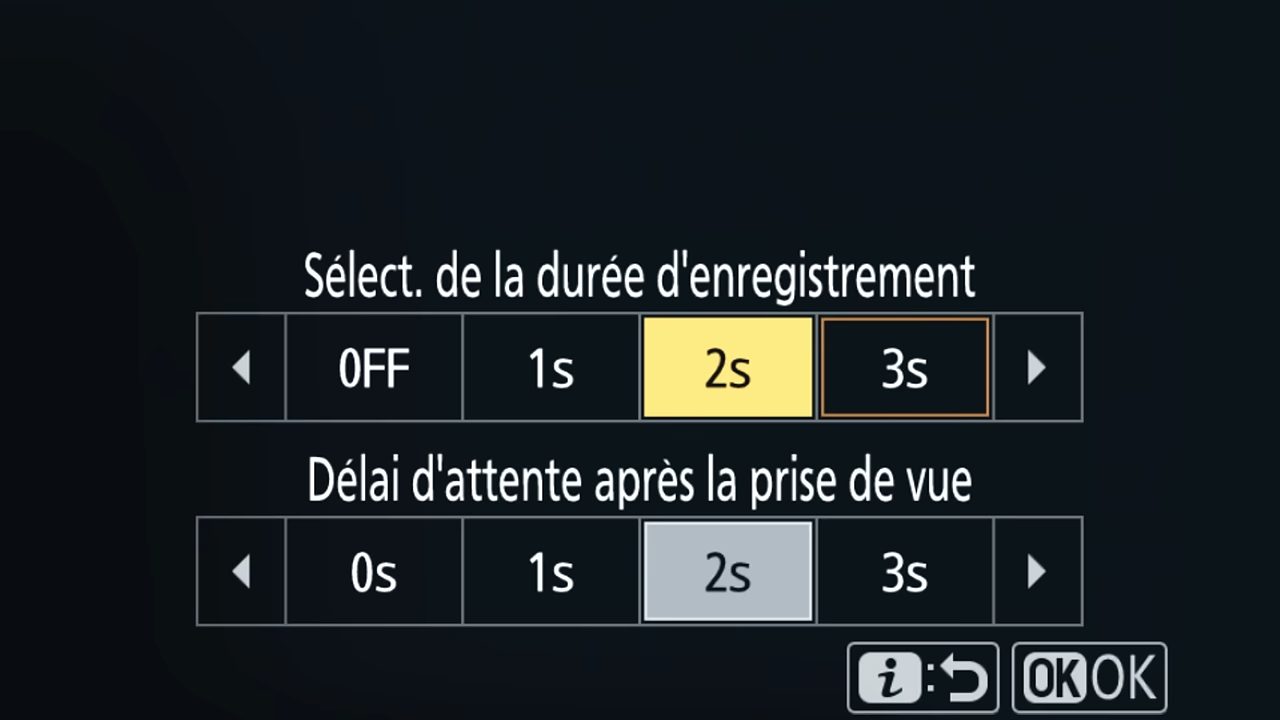 Sélect. de la durée d'enregistrement
0FF 1s 2s 3s
Délai d'attente après la prise de vue
0s 1s 2s 3s
i: OK OK